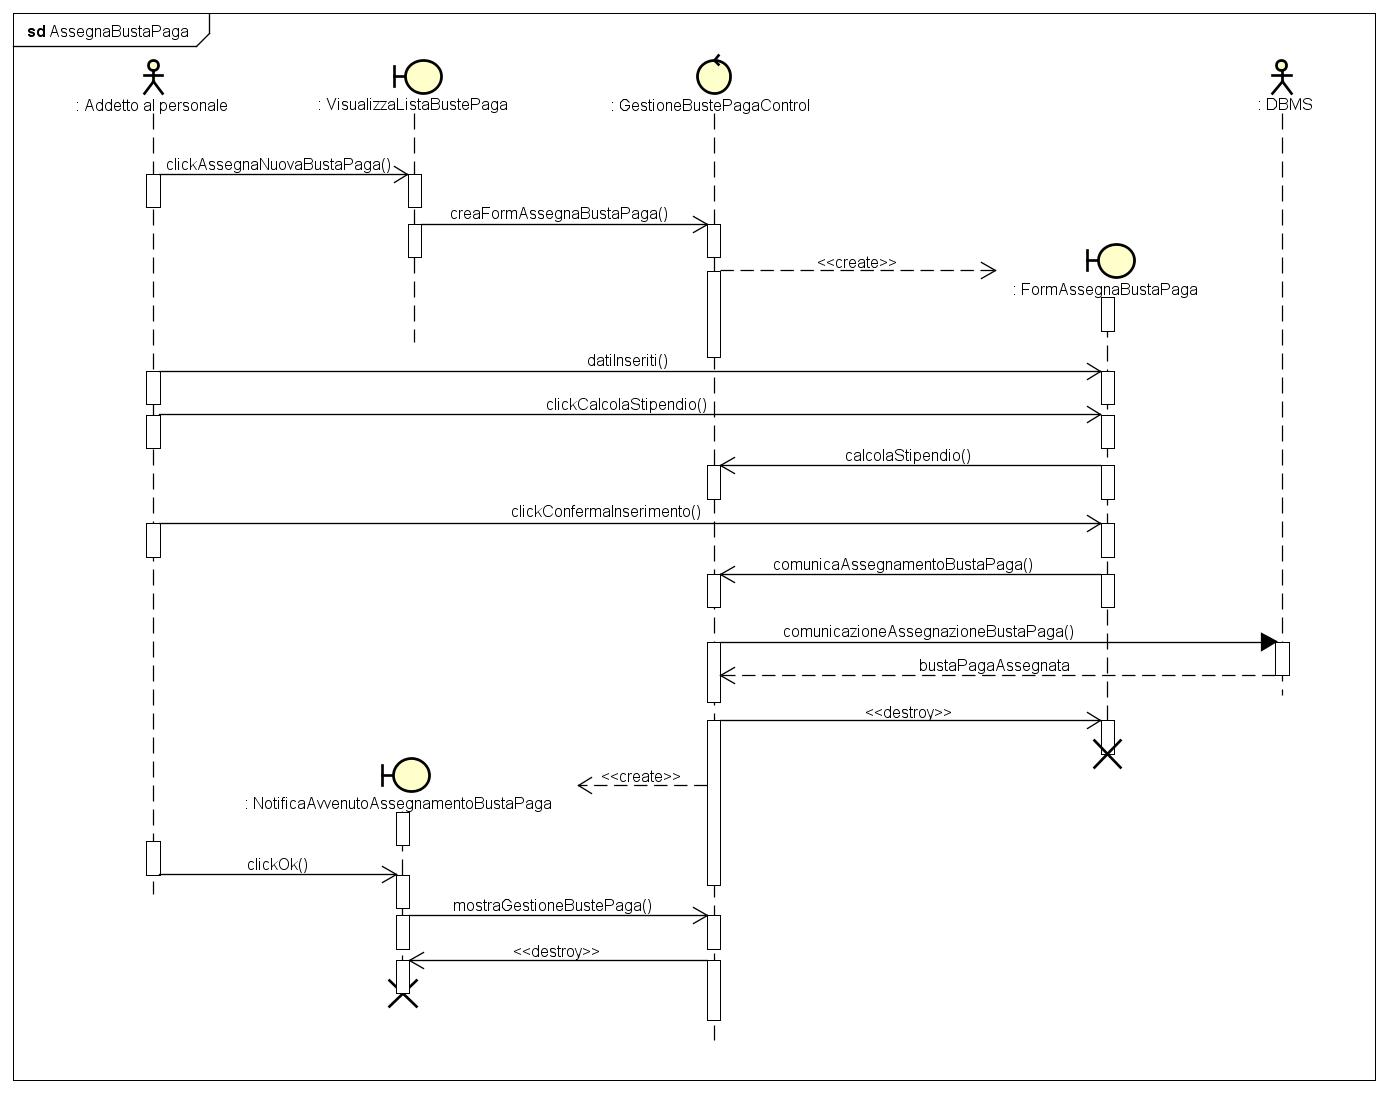 sd AssegnaBustaPaga
: Addetto al personale
: VisualizzaListaBustePaga
: GestioneBustePagaControl
: DBMS
clickAssegnaNuovaBustaPaga()
creaFormAssegnaBustaPaga()
<<create>>
: FormAssegnaBustaPaga
datiInseriti()
clickCalcolaStipendio()
calcolaStipendio()
clickConfermaInserimento()
comunicaAssegnamentoBustaPaga()
comunicazioneAssegnazioneBustaPaga()
bustaPagaAssegnata
<<destroy>>
<<create>>
: NotificaAvvenutoAssegnamentoBustaPaga
clickOk()
mostraGestioneBustePaga()
<<destroy>>